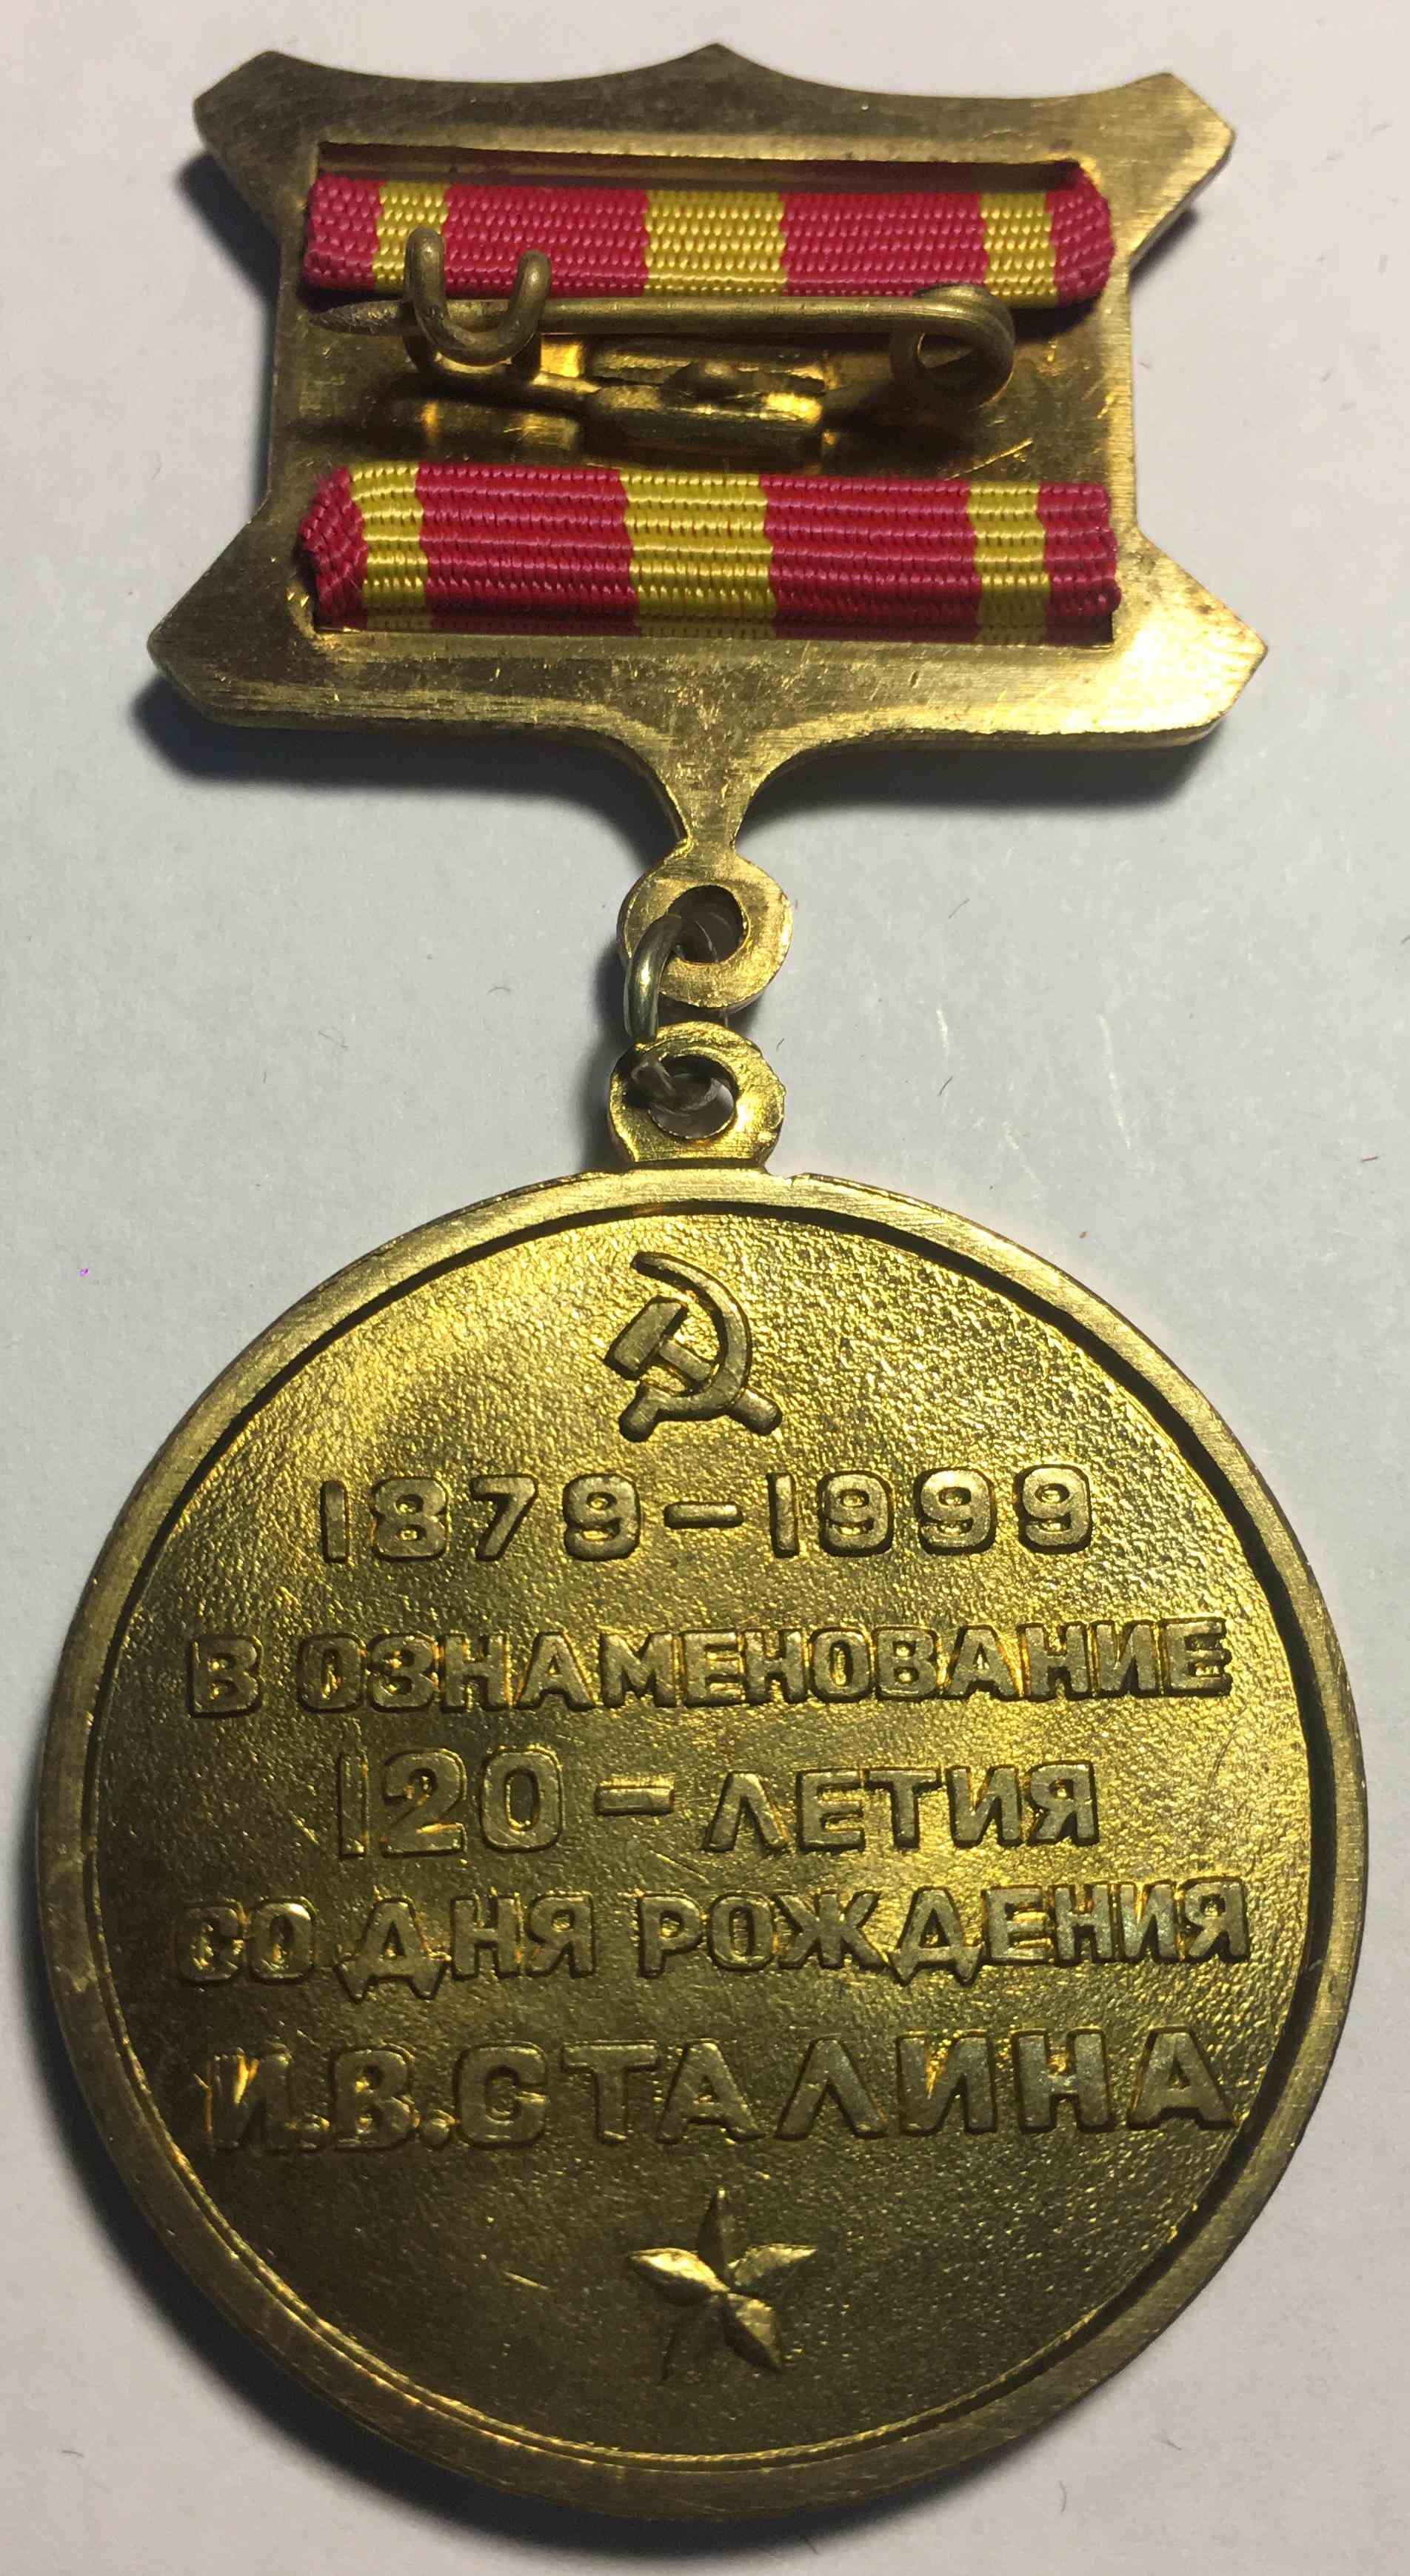 1879-1999
В ОЗНАМЕНОВАНИЕ
120-ЛЕТИЯ
СО ДНЯ РОЖДЕНИЯ
И.В.СТАЛИНА